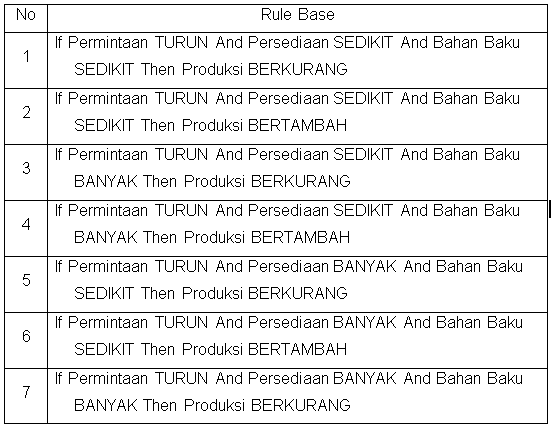 No Rule Base
1 If Permintaan TURUN And Persediaan SEDIKIT And Bahan Baku
SEDIKIT Then Produksi BERKURANG
2 If Permintaan TURUN And Persediaan SEDIKIT And Bahan Baku
SEDIKIT Then Produksi BERTAMBAH
3 If Permintaan TURUN And Persediaan SEDIKIT And Bahan Baku
BANYAK Then Produksi BERKURANG
4 If Permintaan TURUN And Persediaan SEDIKIT And Bahan Baku
BANYAK Then Produksi BERTAMBAH
5 If Permintaan TURUN And Persediaan BANYAK And Bahan Baku
SEDIKIT Then Produksi BERKURANG
6 If Permintaan TURUN And Persediaan BANYAK And Bahan Baku
SEDIKIT Then Produksi BERTAMBAH
7 If Permintaan TURUN And Persediaan BANYAK And Bahan Baku
BANYAK Then Produksi BERKURANG